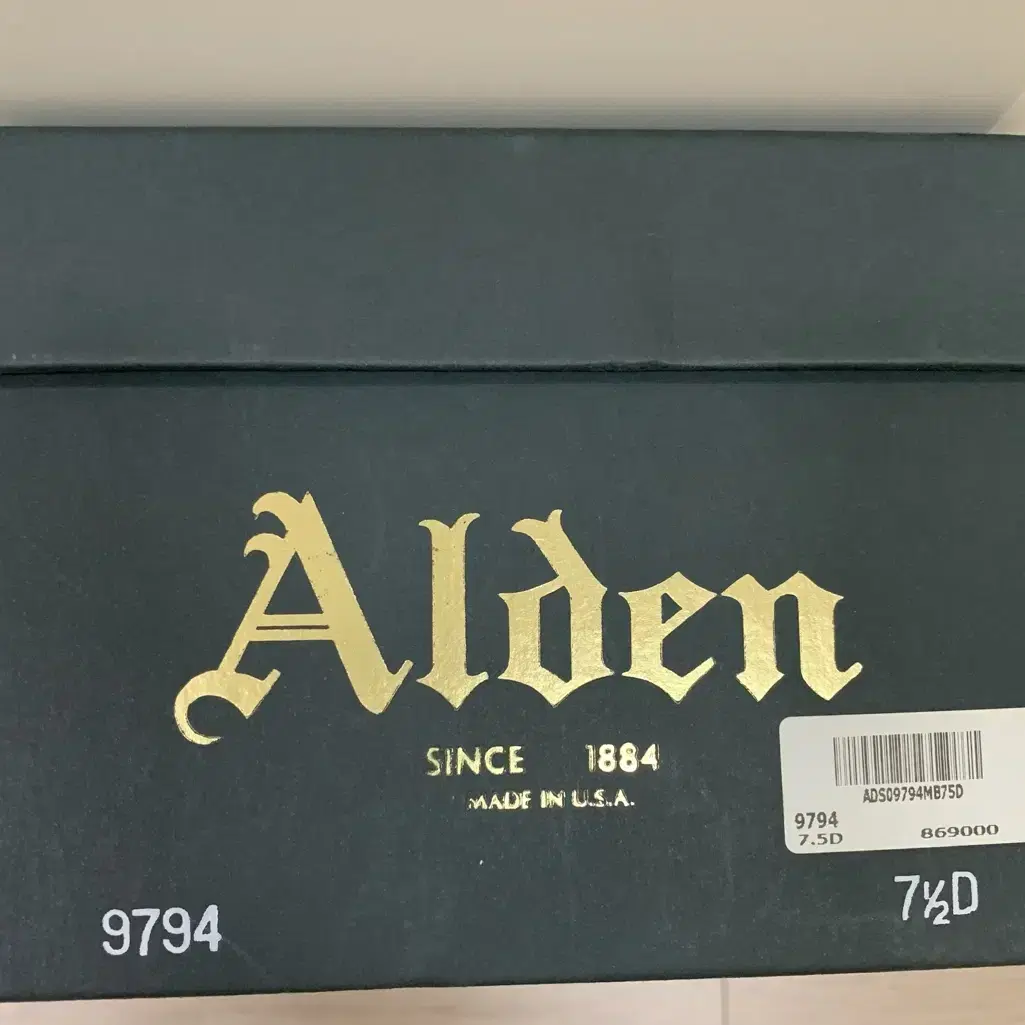 Alden
SINCE 1884
MADE IN U.S.A.
ADS09794MB75D
9794
7.5D 869000
7½D
9794